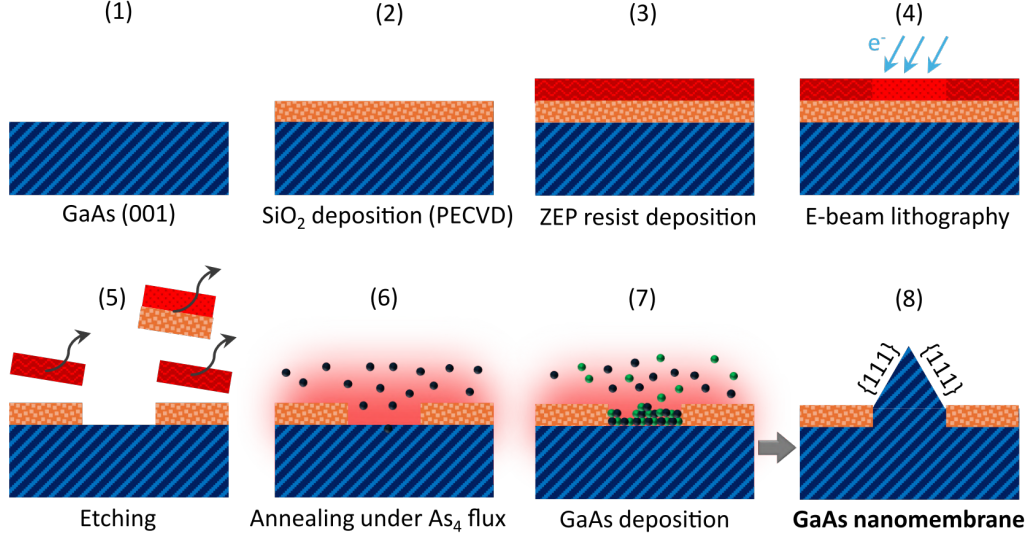 (1)
(2)
(3)
(4)
e⁻
GaAs (001)
SiO₂ deposition (PECVD)
ZEP resist deposition
E-beam lithography
(5)
(6)
(7)
(8)
{111}
{111}
Etching
Annealing under As₄ flux
GaAs deposition
GaAs nanomembrane